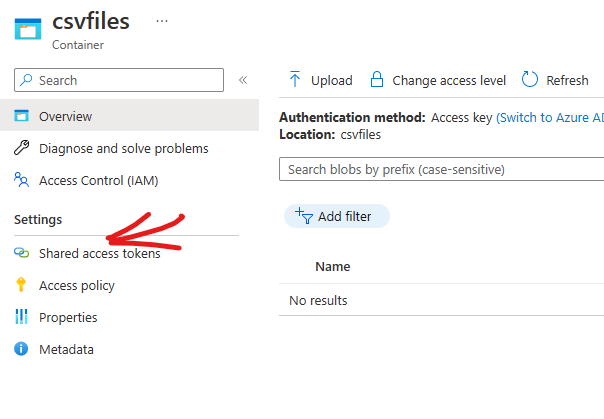 csvfiles ...
Container
Search «
Overview
Diagnose and solve problems
Access Control (IAM)
Settings
Shared access tokens
Access policy
Properties
Metadata
Upload Change access level Refresh
Authentication method: Access key (Switch to Azure AD
Location: csvfiles
Search blobs by prefix (case-sensitive)
Add filter
Name
No results